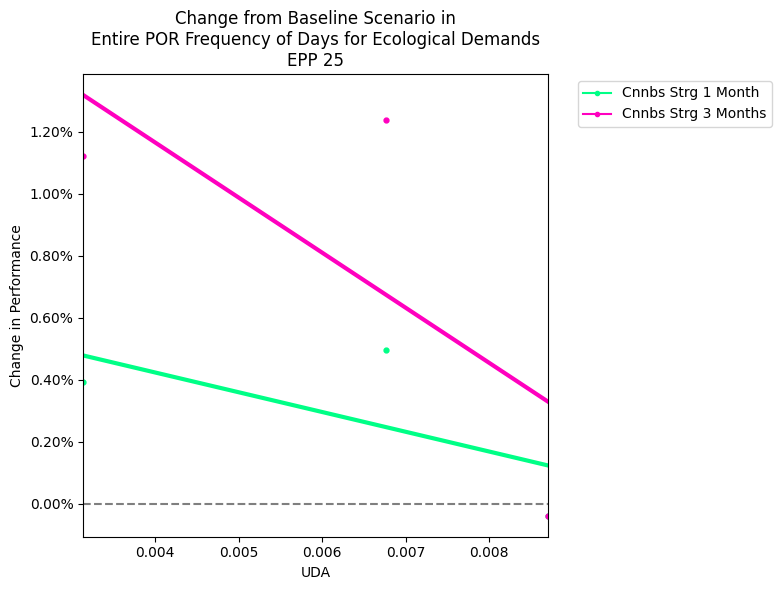 Change from Baseline Scenario in
Entire POR Frequency of Days for Ecological Demands
EPP 25
Cnnbs Strg 1 Month
Cnnbs Strg 3 Months
Change in Performance
1.20%
1.00%
0.80%
0.60%
0.40%
0.20%
0.00%
0.004
0.005
0.006
0.007
0.008
UDA